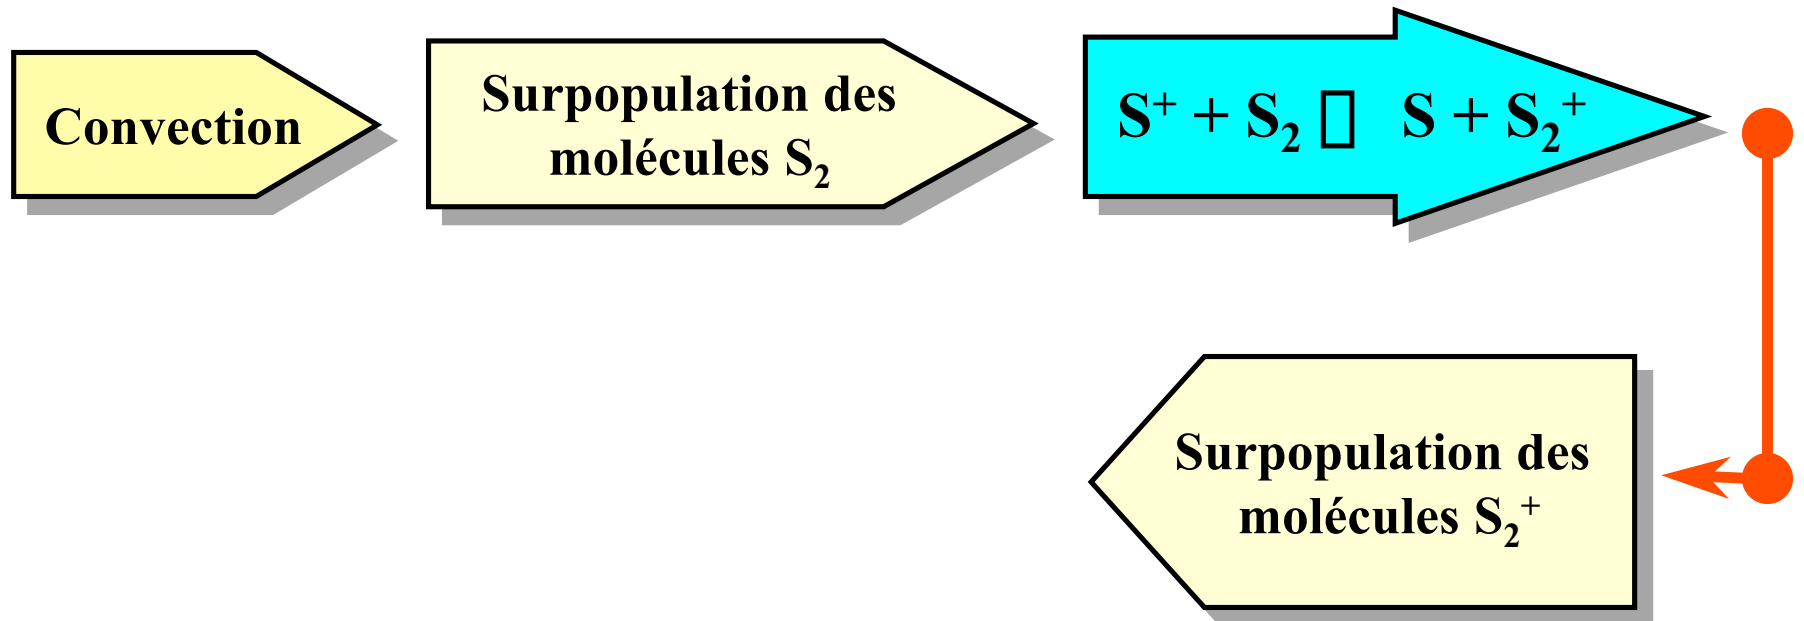 Convection
Surpopulation des
molécules S₂
S⁺ + S₂ ▯ S + S₂⁺
Surpopulation des
molécules S₂⁺